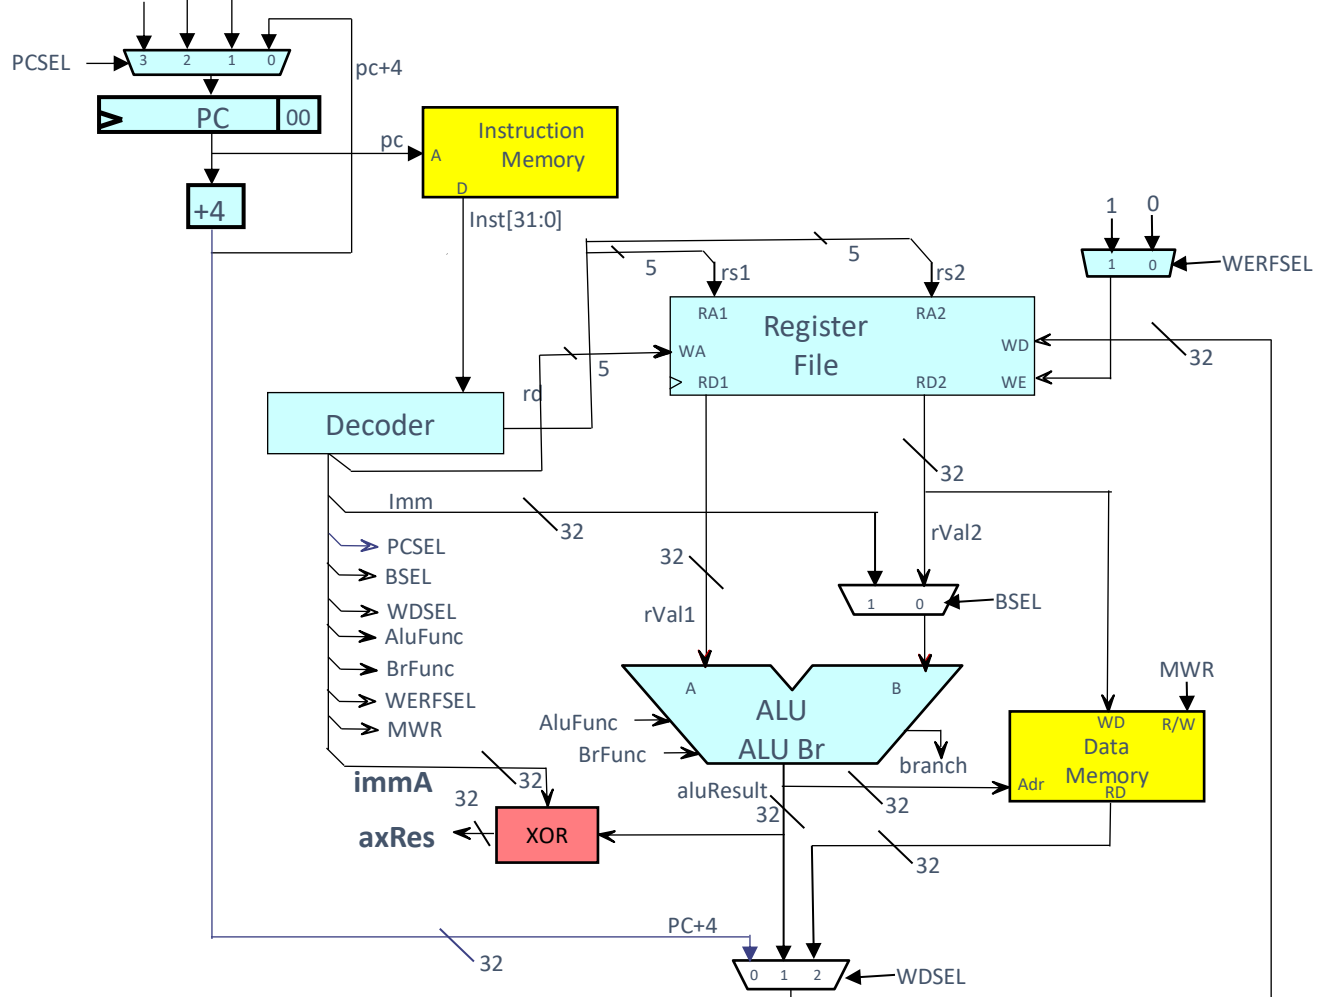 3 2 1 0
PCSEL
pc+4
PC 00
pc
A
Instruction
Memory
D
+4
Inst[31:0]
1 0
1 0
WERFSEL
5
5
rs1
rs2
RA1 RA2
Register
File
WA
WD
RD1 RD2 WE
32
5
rd
Decoder
32
Imm
32
rVal2
PCSEL
BSEL
WDSEL
AluFunc
BrFunc
WERFSEL
MWR
32
1 0
BSEL
rVal1
A B
ALU
ALU Br
AluFunc
BrFunc
branch
MWR
WD R/W
Data
Memory
Adr
RD
immA
32
32
axRes
XOR
aluResult
32
32
32
PC+4
32
0 1 2
WDSEL